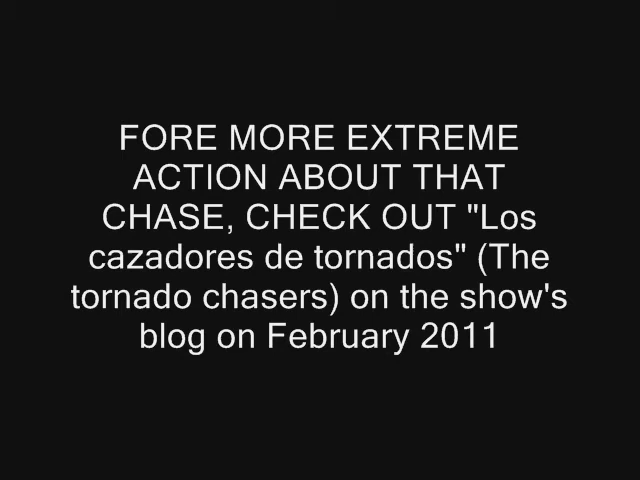 FORE MORE EXTREME
ACTION ABOUT THAT
CHASE, CHECK OUT "Los
cazadores de tornados" (The
tornado chasers) on the show's
blog on February 2011